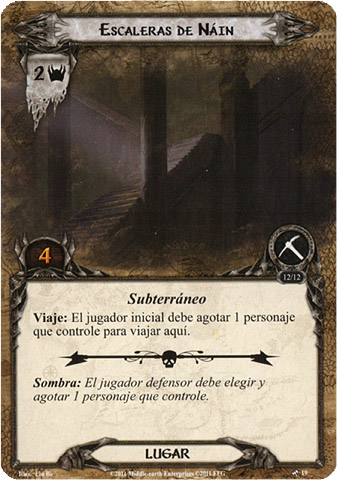 ESCALERAS DE NÁIN
2
4
12/12
Subterráneo
Viaje: El jugador inicial debe agotar 1 personaje
que controle para viajar aquí.
Sombra: El jugador defensor debe elegir y
agotar 1 personaje que controle.
LUGAR
©2011 Middle-earth Enterprises ©2011 FFG
19